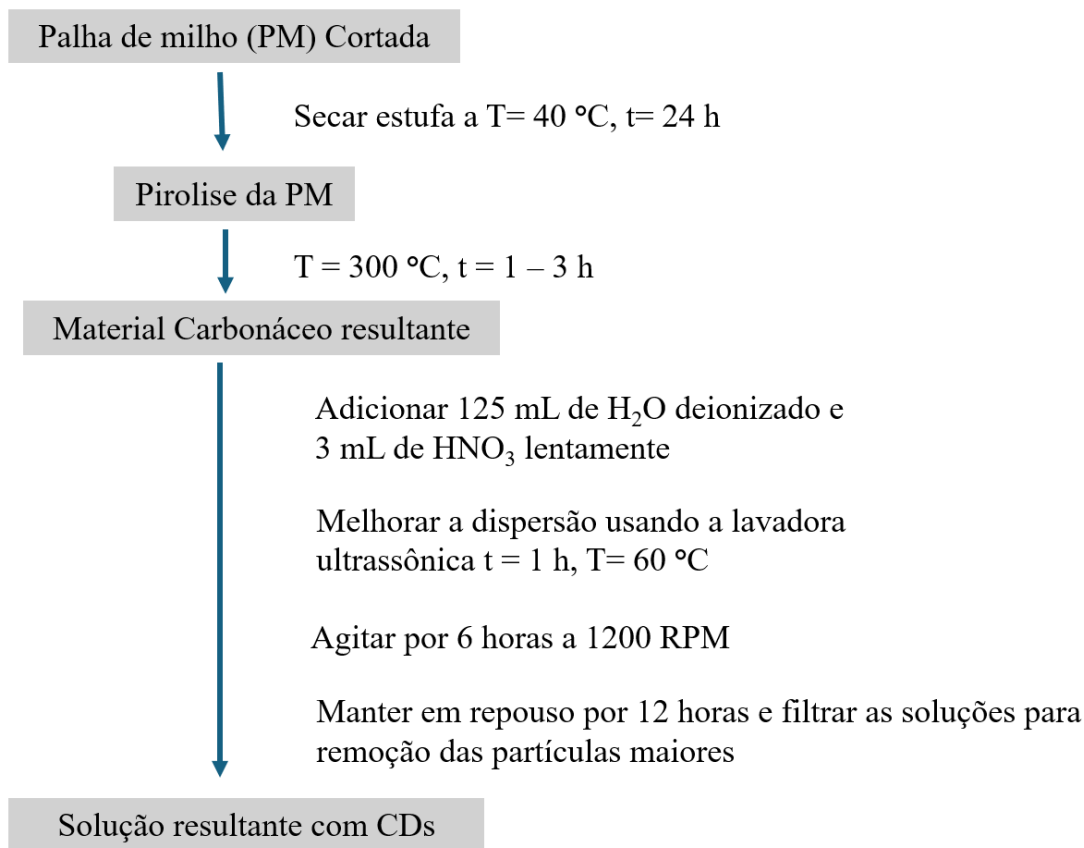 Palha de milho (PM) Cortada
Secar estufa a T= 40 °C, t= 24 h
Pirolise da PM
T = 300 °C, t = 1 – 3 h
Material Carbonáceo resultante
Adicionar 125 mL de H₂O deionizado e
3 mL de HNO₃ lentamente
Melhorar a dispersão usando a lavadora
ultrassônica t = 1 h, T= 60 °C
Agitar por 6 horas a 1200 RPM
Manter em repouso por 12 horas e filtrar as soluções para
remoção das partículas maiores
Solução resultante com CDs